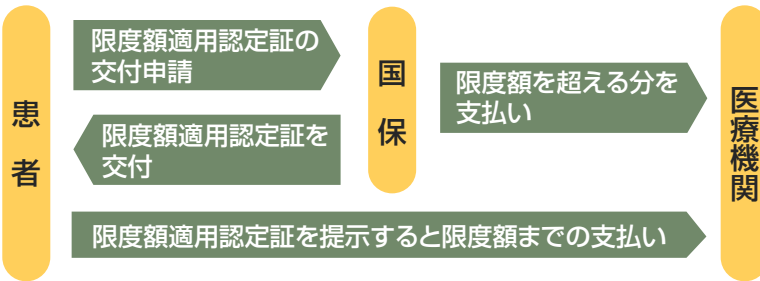 患者
限度額適用認定証の
交付申請
限度額適用認定証を
交付
国保
限度額を超える分を
支払い
医療機関
限度額適用認定証を提示すると限度額までの支払い